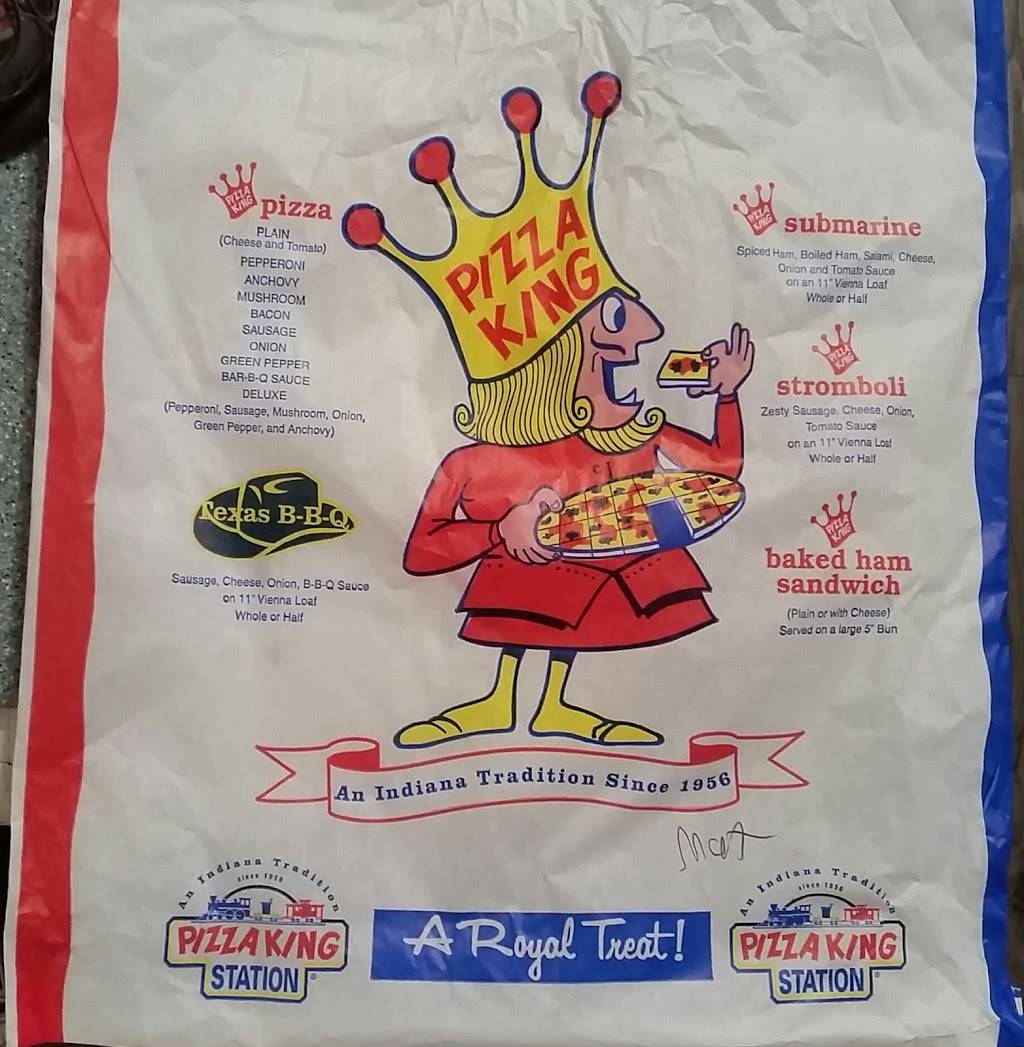 PIZZA
KING
PIZZA
KING
pizza
PLAIN
(Cheese and Tomato)
PEPPERONI
ANCHOVY
MUSHROOM
BACON
SAUSAGE
ONION
GREEN PEPPER
BAR-B-Q SAUCE
DELUXE
(Pepperoni, Sausage, Mushroom, Onion,
Green Pepper, and Anchovy)
Texas B-B-Q
Sausage, Cheese, Onion, B-B-Q Sauce
on 11" Vienna Loaf
Whole or Half
PIZZA
KING
submarine
Spiced Ham, Boiled Ham, Salami, Cheese,
Onion and Tomato Sauce
on an 11" Vienna Loaf
Whole or Half
PIZZA
KING
stromboli
Zesty Sausage, Cheese, Onion,
Tomato Sauce
on an 11" Vienna Loaf
Whole or Half
PIZZA
KING
baked ham
sandwich
(Plain or with Cheese)
Served on a large 5" Bun
An Indiana Tradition Since 1956
Matt
An Indiana Tradition
since 1956
PIZZA KING
STATION®
A Royal Treat!
An Indiana Tradition
since 1956
PIZZA KING
STATION®